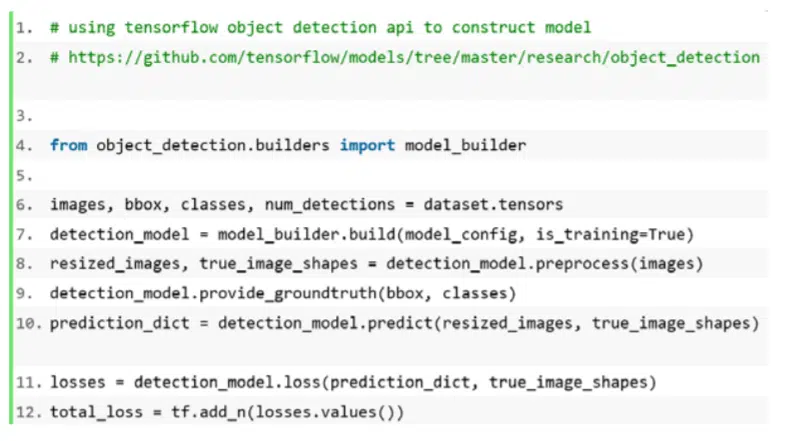 1. # using tensorflow object detection api to construct model
2. # https://github.com/tensorflow/models/tree/master/research/object_detection
3.
4. from object_detection.builders import model_builder
5.
6. images, bbox, classes, num_detections = dataset.tensors
7. detection_model = model_builder.build(model_config, is_training=True)
8. resized_images, true_image_shapes = detection_model.preprocess(images)
9. detection_model.provide_groundtruth(bbox, classes)
10. prediction_dict = detection_model.predict(resized_images, true_image_shapes)
11. losses = detection_model.loss(prediction_dict, true_image_shapes)
12. total_loss = tf.add_n(losses.values())